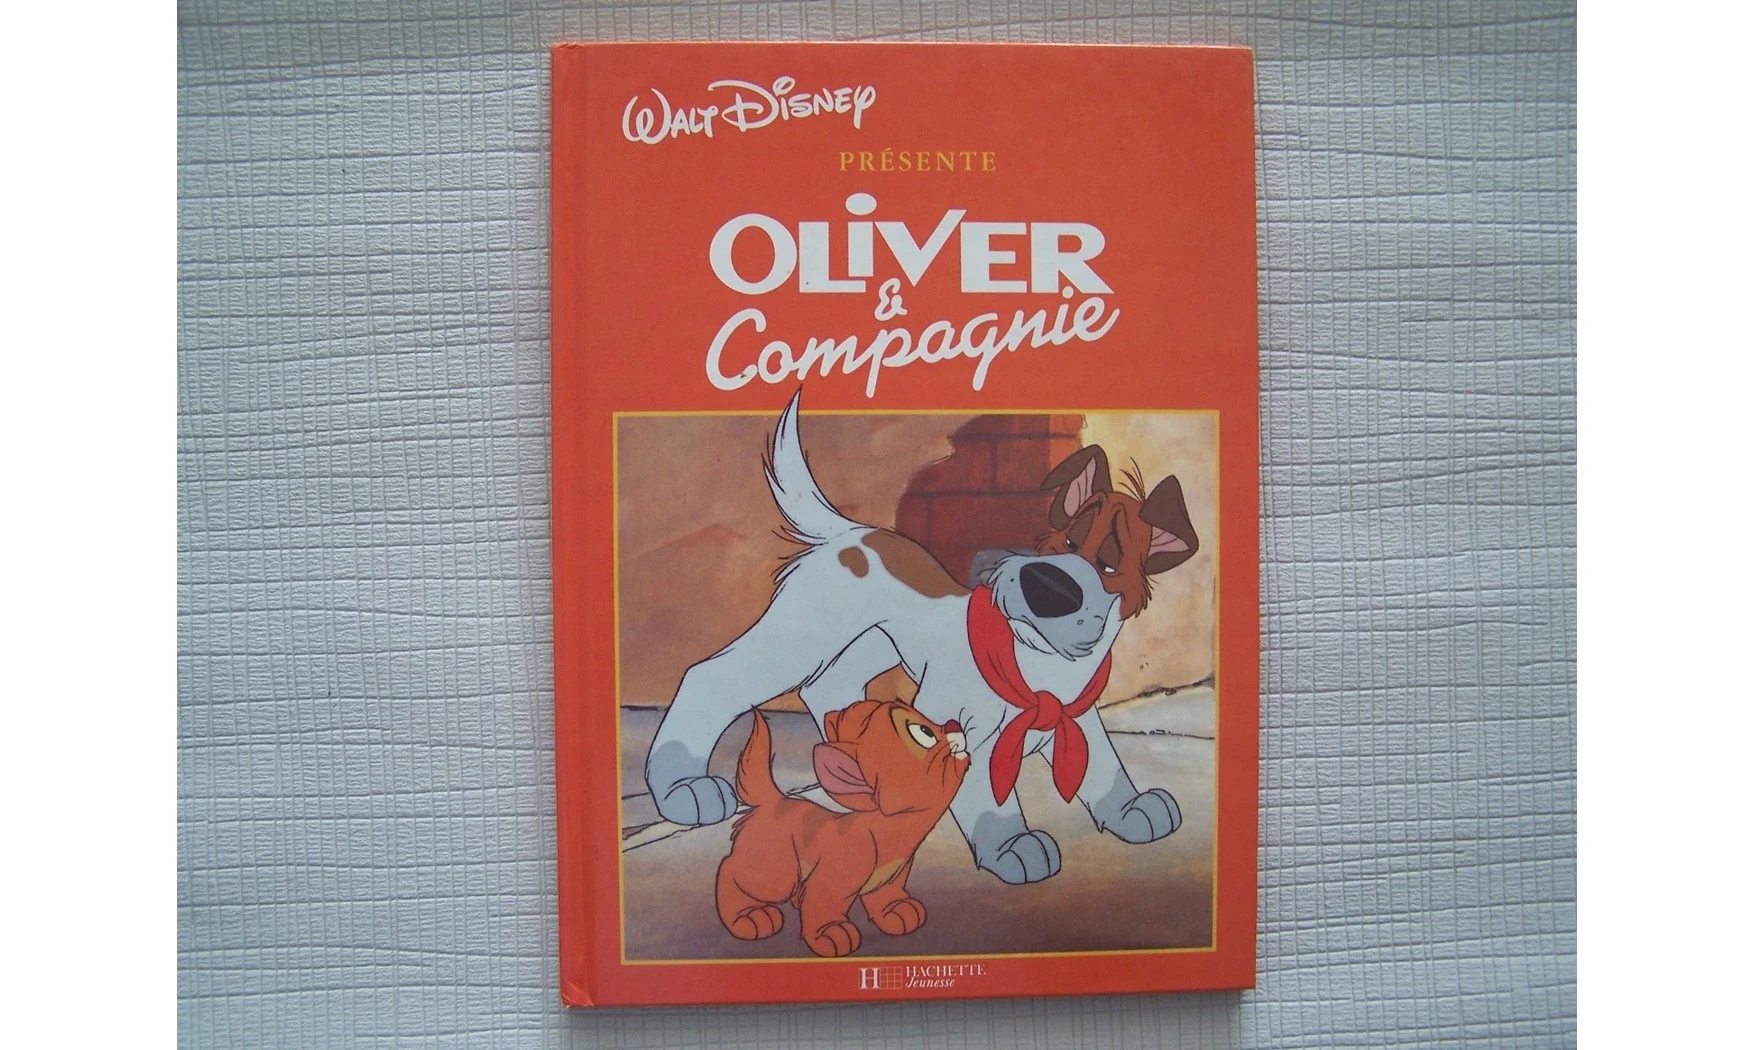 WALT DISNEY
PRÉSENTE
OLiVER
&
Compagnie
H HACHETTE
Jeunesse